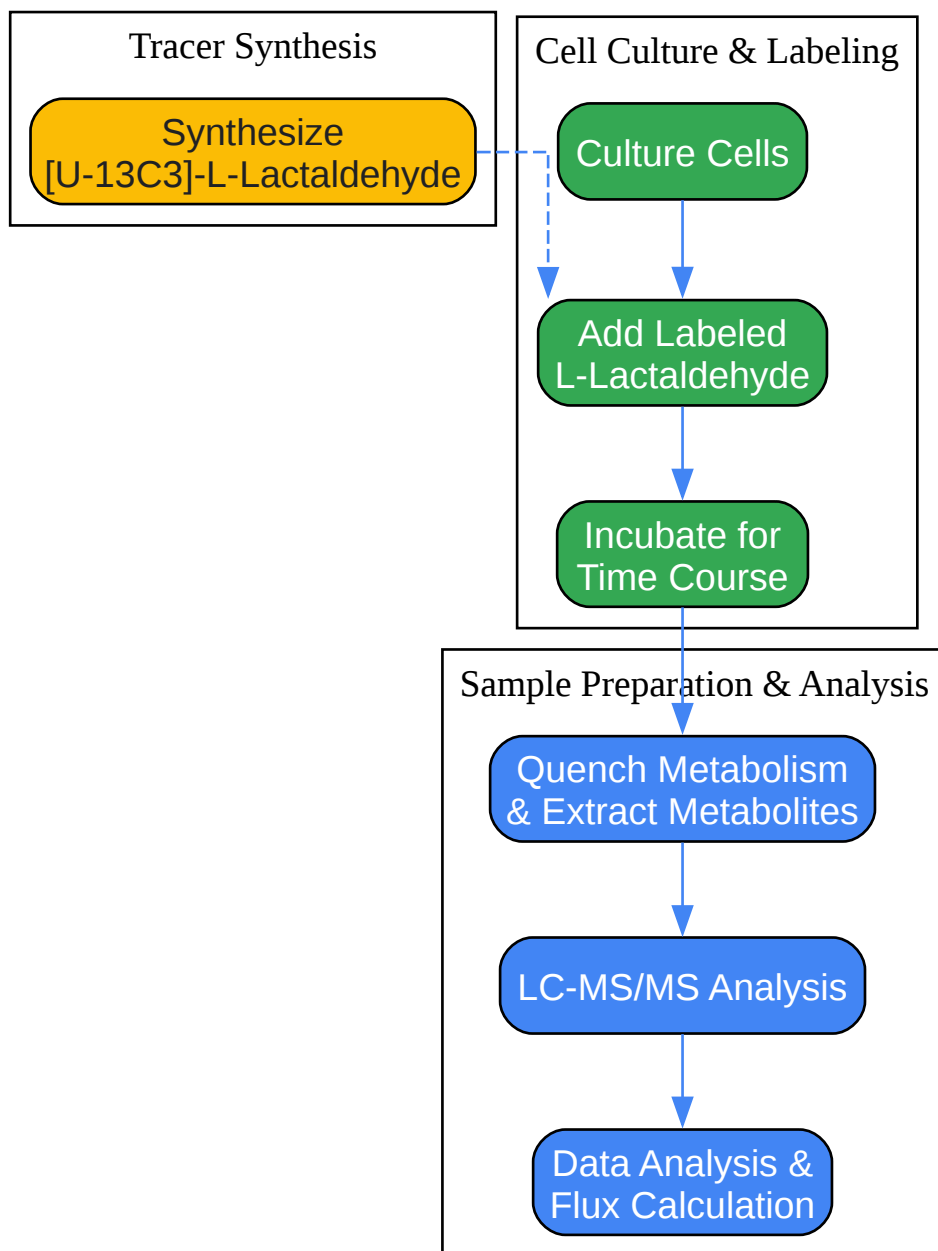 Tracer Synthesis
Synthesize
[U-13C3]-L-Lactaldehyde
Cell Culture & Labeling
Culture Cells
Add Labeled
L-Lactaldehyde
Incubate for
Time Course
Sample Preparation & Analysis
Quench Metabolism
& Extract Metabolites
LC-MS/MS Analysis
Data Analysis &
Flux Calculation